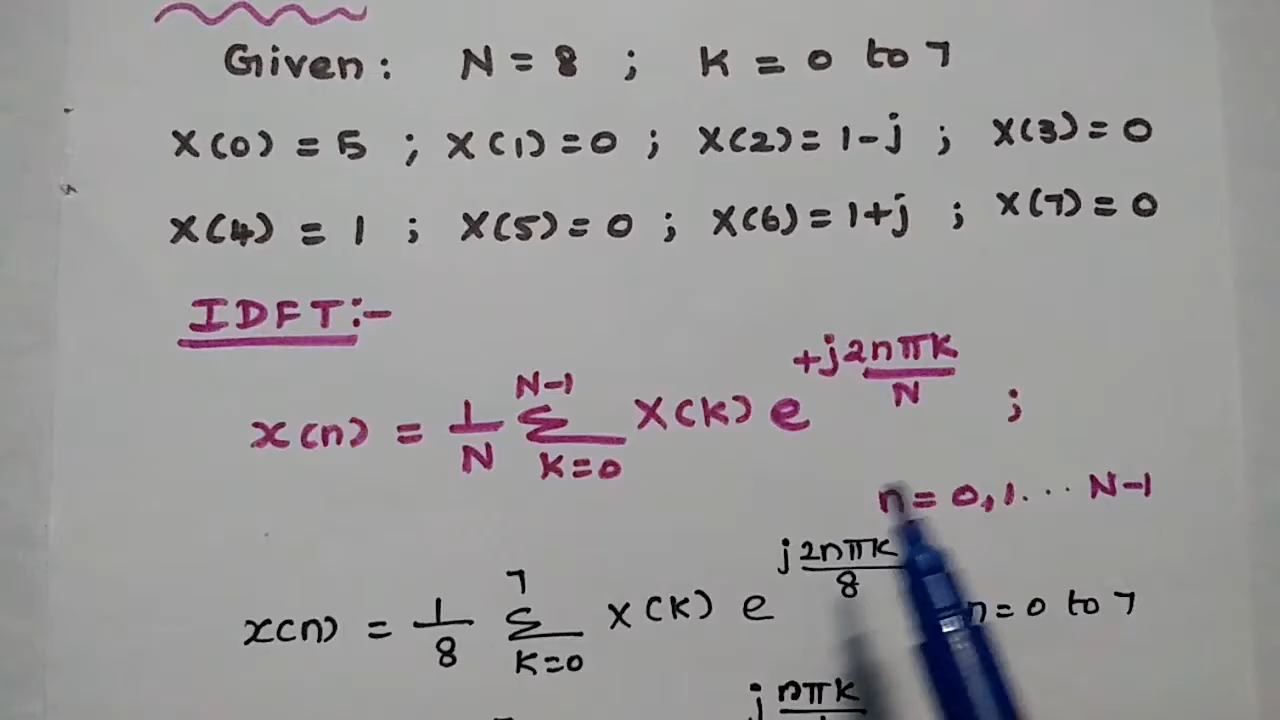 Given: N = 8 ; K = 0 to 7
X(0) = 5 ; X(1) = 0 ; X(2) = 1-j ; X(3) = 0
X(4) = 1 ; X(5) = 0 ; X(6) = 1+j ; X(7) = 0
IDFT:-
x(n) = 1/N Σ_{K=0}^{N-1} X(K) e^{+j2nπK/N} ;
n = 0, 1 ... N-1
x(n) = 1/8 Σ_{K=0}^{7} X(K) e^{j2nπK/8} n = 0 to 7
j nπK